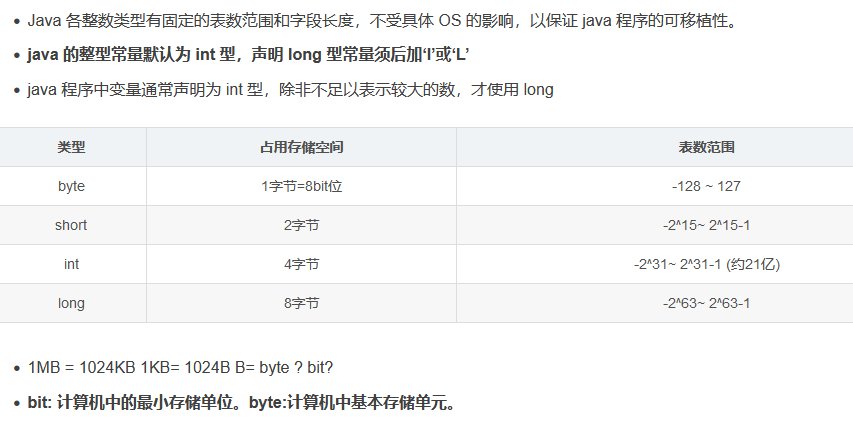 Java 各整数类型有固定的表数范围和字段长度，不受具体 OS 的影响，以保证 java 程序的可移植性。
java 的整型常量默认为 int 型，声明 long 型常量须后加‘l’或‘L’
java 程序中变量通常声明为 int 型，除非不足以表示较大的数，才使用 long
类型 占用存储空间 表数范围
byte 1字节=8bit位 -128 ~ 127
short 2字节 -2^15~ 2^15-1
int 4字节 -2^31~ 2^31-1 (约21亿)
long 8字节 -2^63~ 2^63-1
1MB = 1024KB 1KB= 1024B B= byte ? bit?
bit: 计算机中的最小存储单位。byte:计算机中基本存储单元。